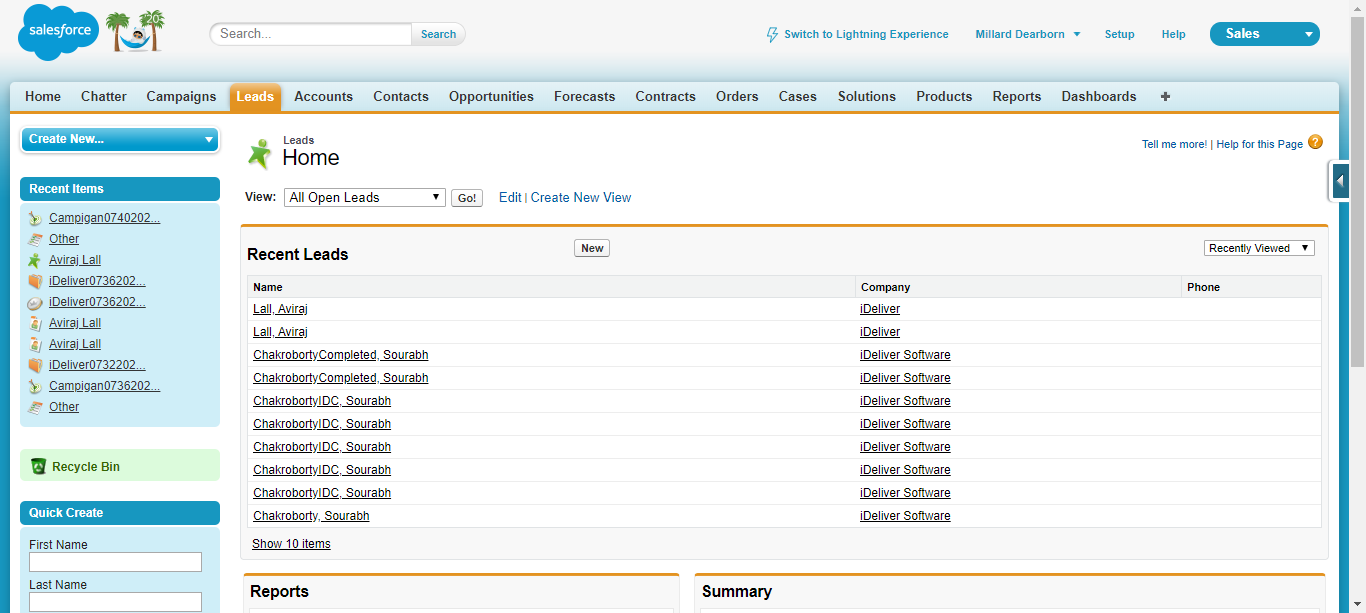 salesforce
20
Search...
Search
Switch to Lightning Experience
Millard Dearborn
Setup
Help
Sales
Home Chatter Campaigns Leads Accounts Contacts Opportunities Forecasts Contracts Orders Cases Solutions Products Reports Dashboards +
Create New...
Recent Items
Campigan0740202...
Other
Aviraj Lall
iDeliver0736202...
iDeliver0736202...
Aviraj Lall
Aviraj Lall
iDeliver0732202...
Campigan0736202...
Other
Recycle Bin
Quick Create
First Name
Last Name
Leads
Home
Tell me more! | Help for this Page ?
View: All Open Leads Go! Edit | Create New View
Recent Leads New Recently Viewed
Name Company Phone
Lall, Aviraj iDeliver
Lall, Aviraj iDeliver
ChakrobortyCompleted, Sourabh iDeliver Software
ChakrobortyCompleted, Sourabh iDeliver Software
ChakrobortyIDC, Sourabh iDeliver Software
ChakrobortyIDC, Sourabh iDeliver Software
ChakrobortyIDC, Sourabh iDeliver Software
ChakrobortyIDC, Sourabh iDeliver Software
ChakrobortyIDC, Sourabh iDeliver Software
Chakroborty, Sourabh iDeliver Software
Show 10 items
Reports
Summary